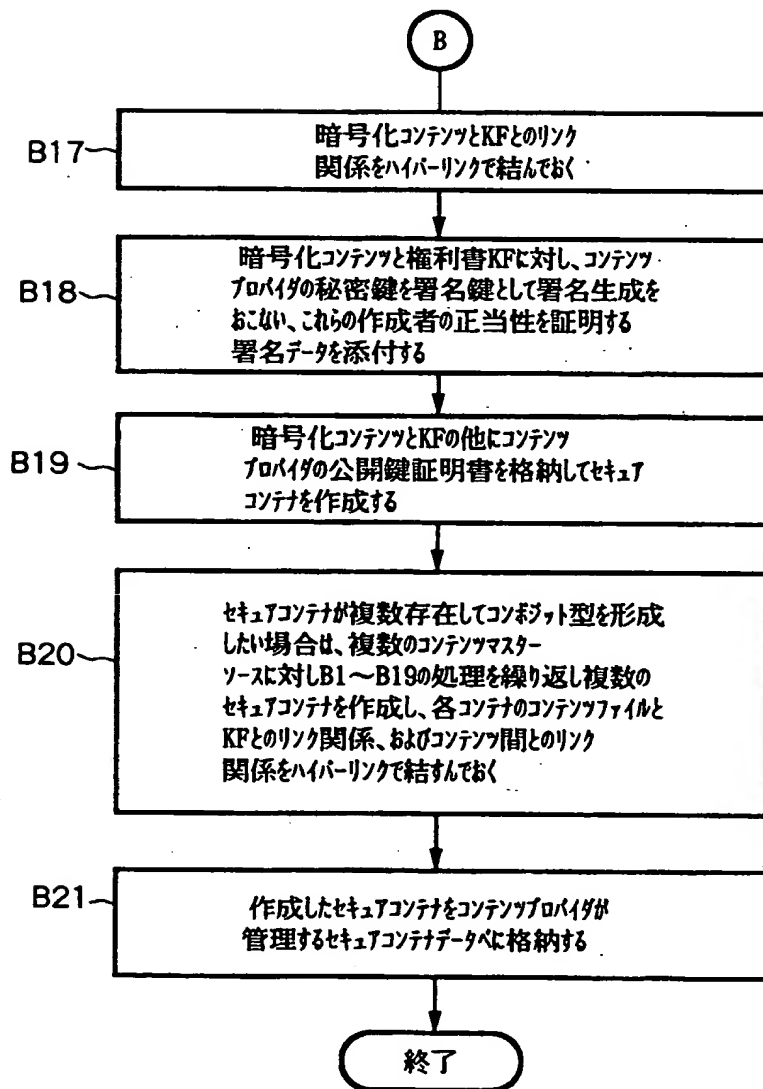 B
B17
暗号化コンテンツとKFとのリンク
関係をハイパーリンクで結んでおく
B18
暗号化コンテンツと権利書KFに対し、コンテンツ
プロバイダの秘密鍵を署名鍵として署名生成を
おこない、これらの作成者の正当性を証明する
署名データを添付する
B19
暗号化コンテンツとKFの他にコンテンツ
プロバイダの公開鍵証明書を格納してセキュア
コンテナを作成する
B20
セキュアコンテナが複数存在してコンポジット型を形成
したい場合は、複数のコンテンツマスター
ソースに対しB1～B19の処理を繰り返し複数の
セキュアコンテナを作成し、各コンテナのコンテンツファイルと
KFとのリンク関係、およびコンテンツ間とのリンク
関係をハイパーリンクで結すんでおく
B21
作成したセキュアコンテナをコンテンツプロバイダが
管理するセキュアコンテナデータベに格納する
終了